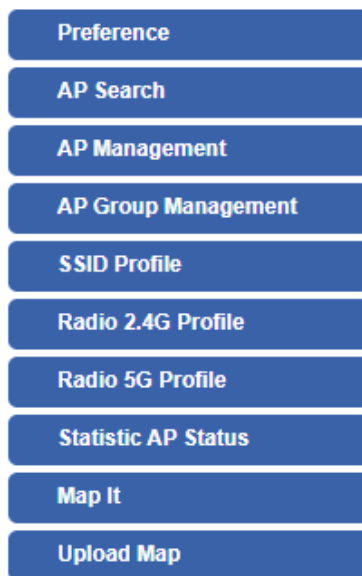 Preference
AP Search
AP Management
AP Group Management
SSID Profile
Radio 2.4G Profile
Radio 5G Profile
Statistic AP Status
Map It
Upload Map